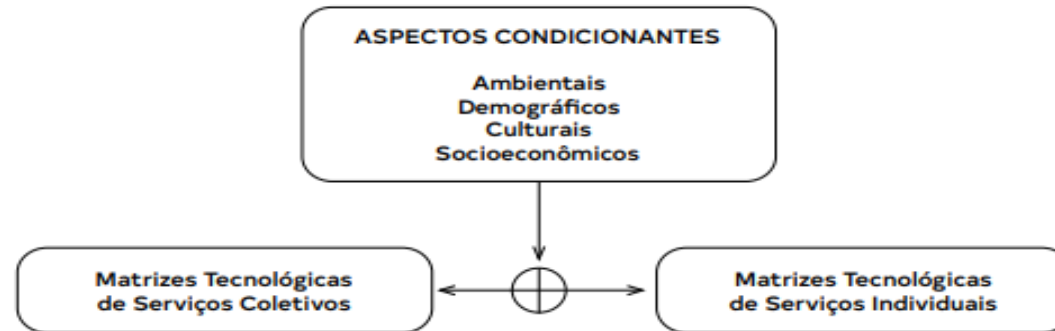 ASPECTOS CONDICIONANTES
Ambientais
Demográficos
Culturais
Socioeconômicos
Matrizes Tecnológicas
de Serviços Coletivos
Matrizes Tecnológicas
de Serviços Individuais